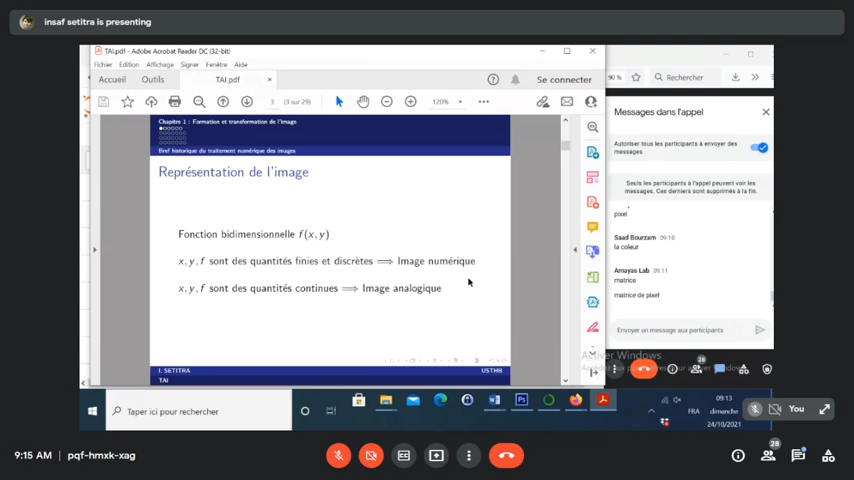 insaf setitra is presenting
TAI.pdf - Adobe Acrobat Reader DC (32-bit)
Fichier Edition Affichage Signer Fenêtre Aide
Accueil Outils TAI.pdf × Se connecter
3 (3 sur 29) 120%
90 % Rechercher
Chapitre 1 : Formation et transformation de l'image
Bref historique du traitement numérique des images
Représentation de l'image
Fonction bidimensionnelle f(x, y)
x, y, f sont des quantités finies et discrètes ⟹ Image numérique
x, y, f sont des quantités continues ⟹ Image analogique
I. SETITRA USTHB
TAI
Messages dans l'appel
Autoriser tous les participants à envoyer des
messages
Seuls les participants à l'appel peuvent voir les
messages. Ces derniers sont supprimés à la fin.
pixel
Saad Bourzam 09:10
la couleur
Amayas Lab 09:11
matrice
matrice de pixel
Envoyer un message aux participants
Activer Windows
28
Taper ici pour rechercher
FRA
09:13
dimanche
24/10/2021
You
9:15 AM | pqf-hmxk-xag
28